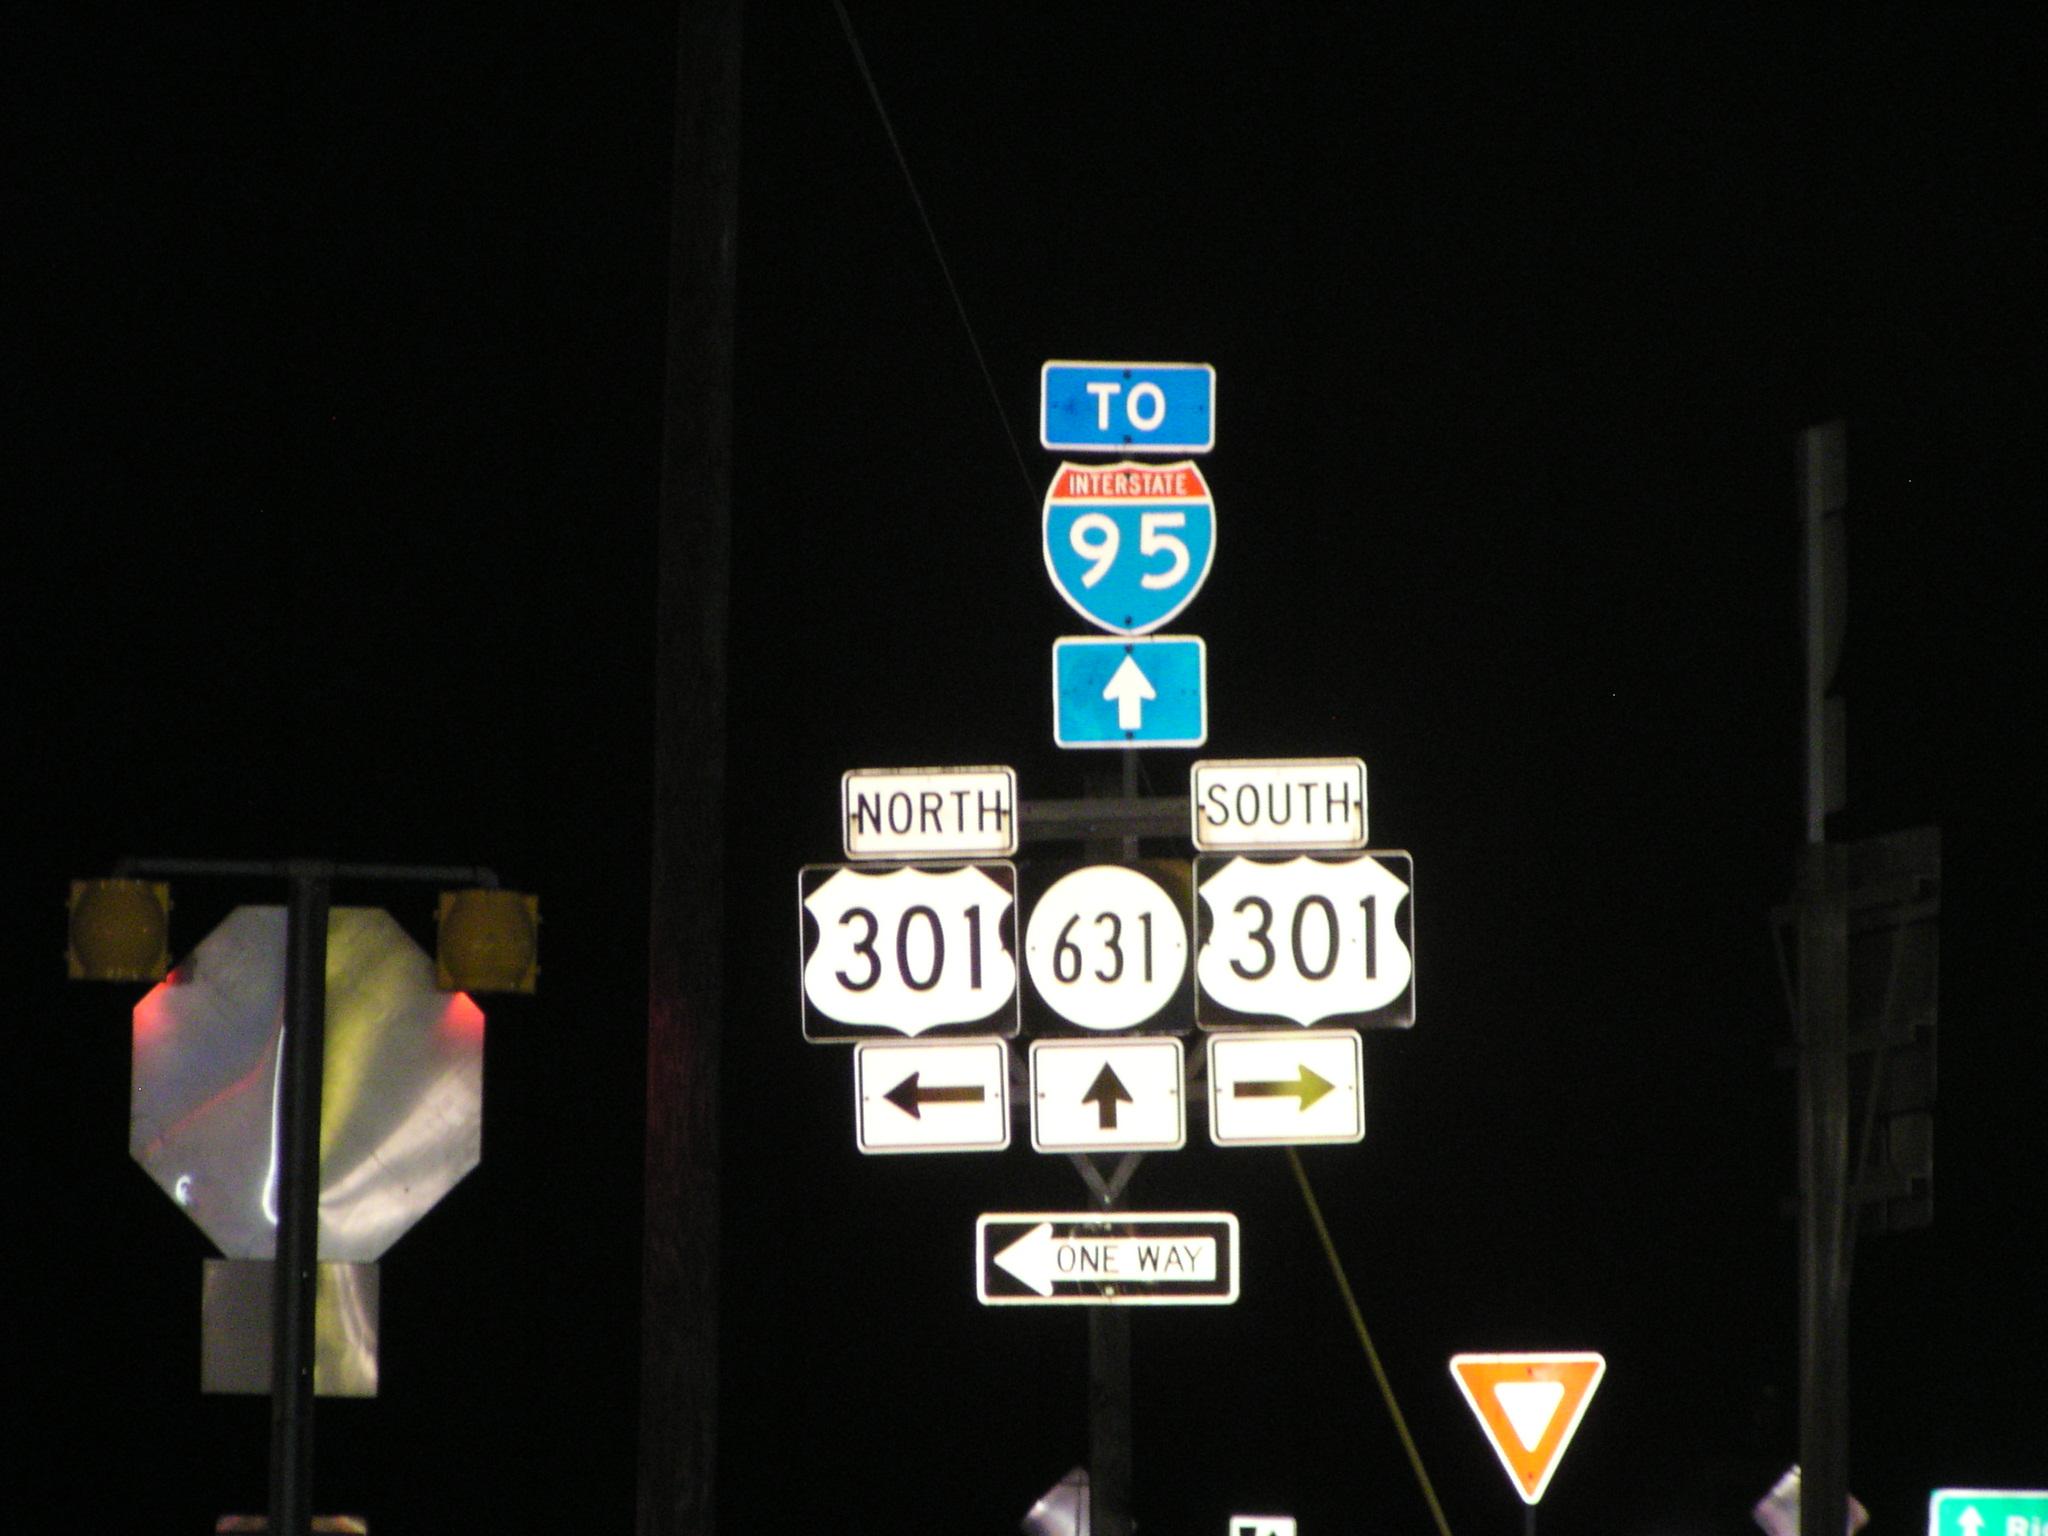 TO
INTERSTATE
95
NORTH
SOUTH
301
631
301
ONE WAY